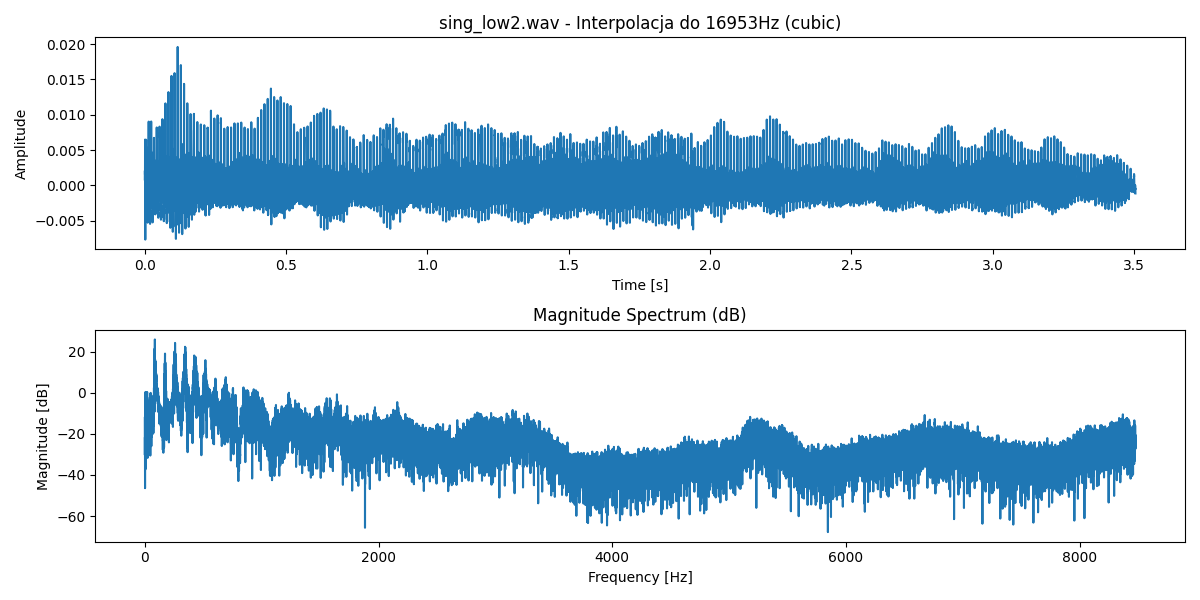 sing_low2.wav - Interpolacja do 16953Hz (cubic)
0.020
0.015
0.010
0.005
0.000
−0.005
Amplitude
0.0 0.5 1.0 1.5 2.0 2.5 3.0 3.5
Time [s]
Magnitude Spectrum (dB)
20
0
−20
−40
−60
Magnitude [dB]
0 2000 4000 6000 8000
Frequency [Hz]